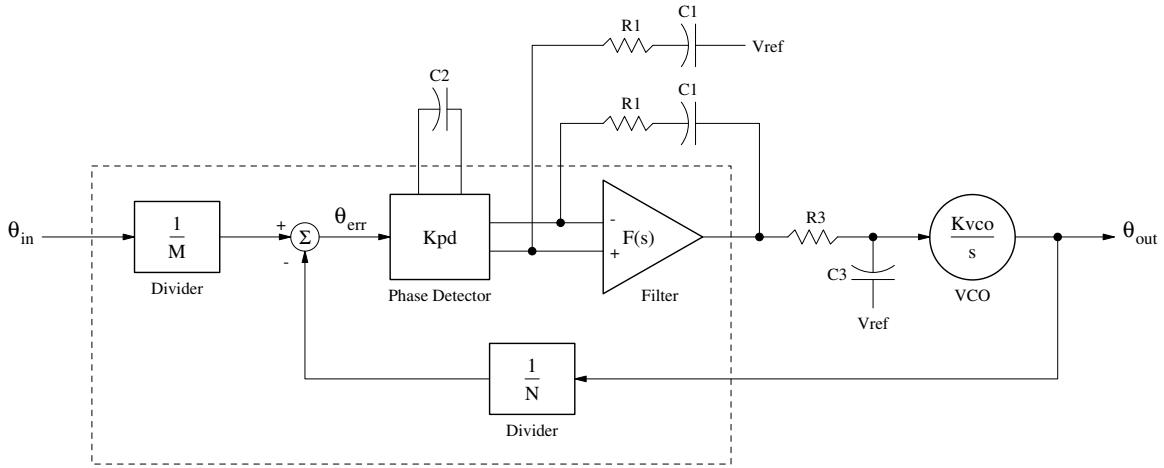 C1
R1
Vref
C2
C1
R1
θin
1
M
Divider
+
Σ
-
θerr
Kpd
Phase Detector
-
F(s)
+
Filter
R3
C3
Vref
Kvco
s
VCO
θout
1
N
Divider